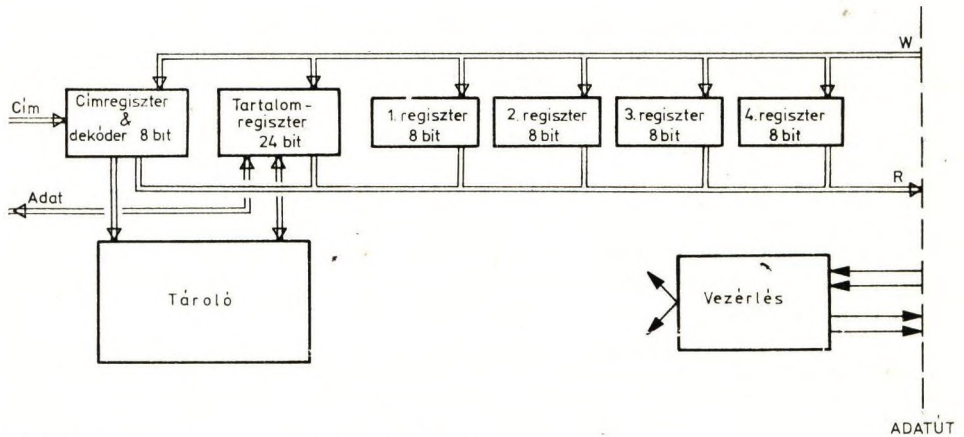 W
Cím
Címregiszter
&
dekóder 8 bit
Tartalom-
regiszter
24 bit
1. regiszter
8 bit
2. regiszter
8 bit
3. regiszter
8 bit
4. regiszter
8 bit
R
Adat
Tároló
Vezérlés
ADATÚT